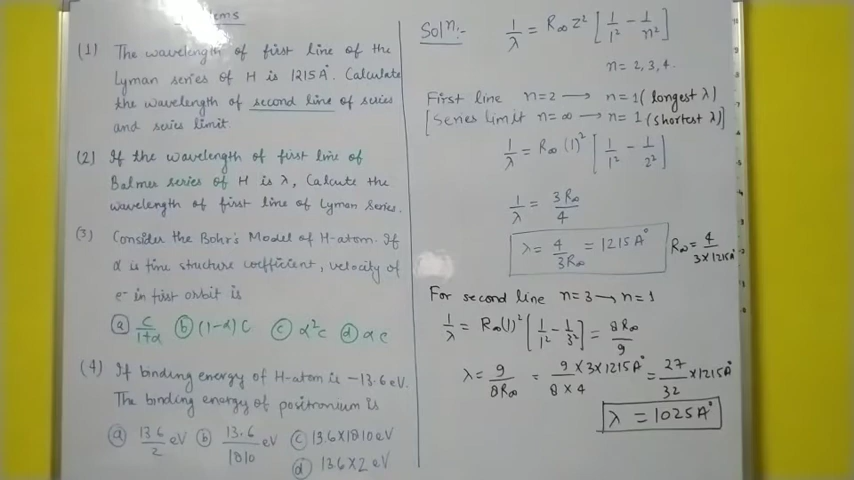 (1) The wavelength of first line of the
Lyman series of H is 1215A°. Calculate
the wavelength of second line of series
and series limit.
(2) If the wavelength of first line of
Balmer series of H is λ, Calcute the
wavelength of first line of Lyman Series.
(3) Consider the Bohr's Model of H-atom. If
α is fine structure coefficient, velocity of
e⁻ in first orbit is
(a) C/1+α (b) (1-α) C (c) α²c (d) αc
(4) If binding energy of H-atom is -13.6 eV.
The binding energy of positronium is
(a) 13.6/2 eV (b) 13.6/1810 eV (c) 13.6×1810 eV
(d) 13.6×2 eV
Solⁿ:- 1/λ = R∞ Z² [1/1² - 1/n²]
n = 2, 3, 4.
First line n=2 → n=1 (longest λ)
[Series limit n=∞ → n=1 (shortest λ)]
1/λ = R∞ (1)² [1/1² - 1/2²]
1/λ = 3R∞/4
λ = 4/3R∞ = 1215A° R∞ = 4/3×1215A°
For second line n=3 → n=1
1/λ = R∞(1)² [1/1² - 1/3²] = 8R∞/9
λ = 9/8R∞ = 9/8×4 × 3×1215A° = 27/32 ×1215A°
λ = 1025A°